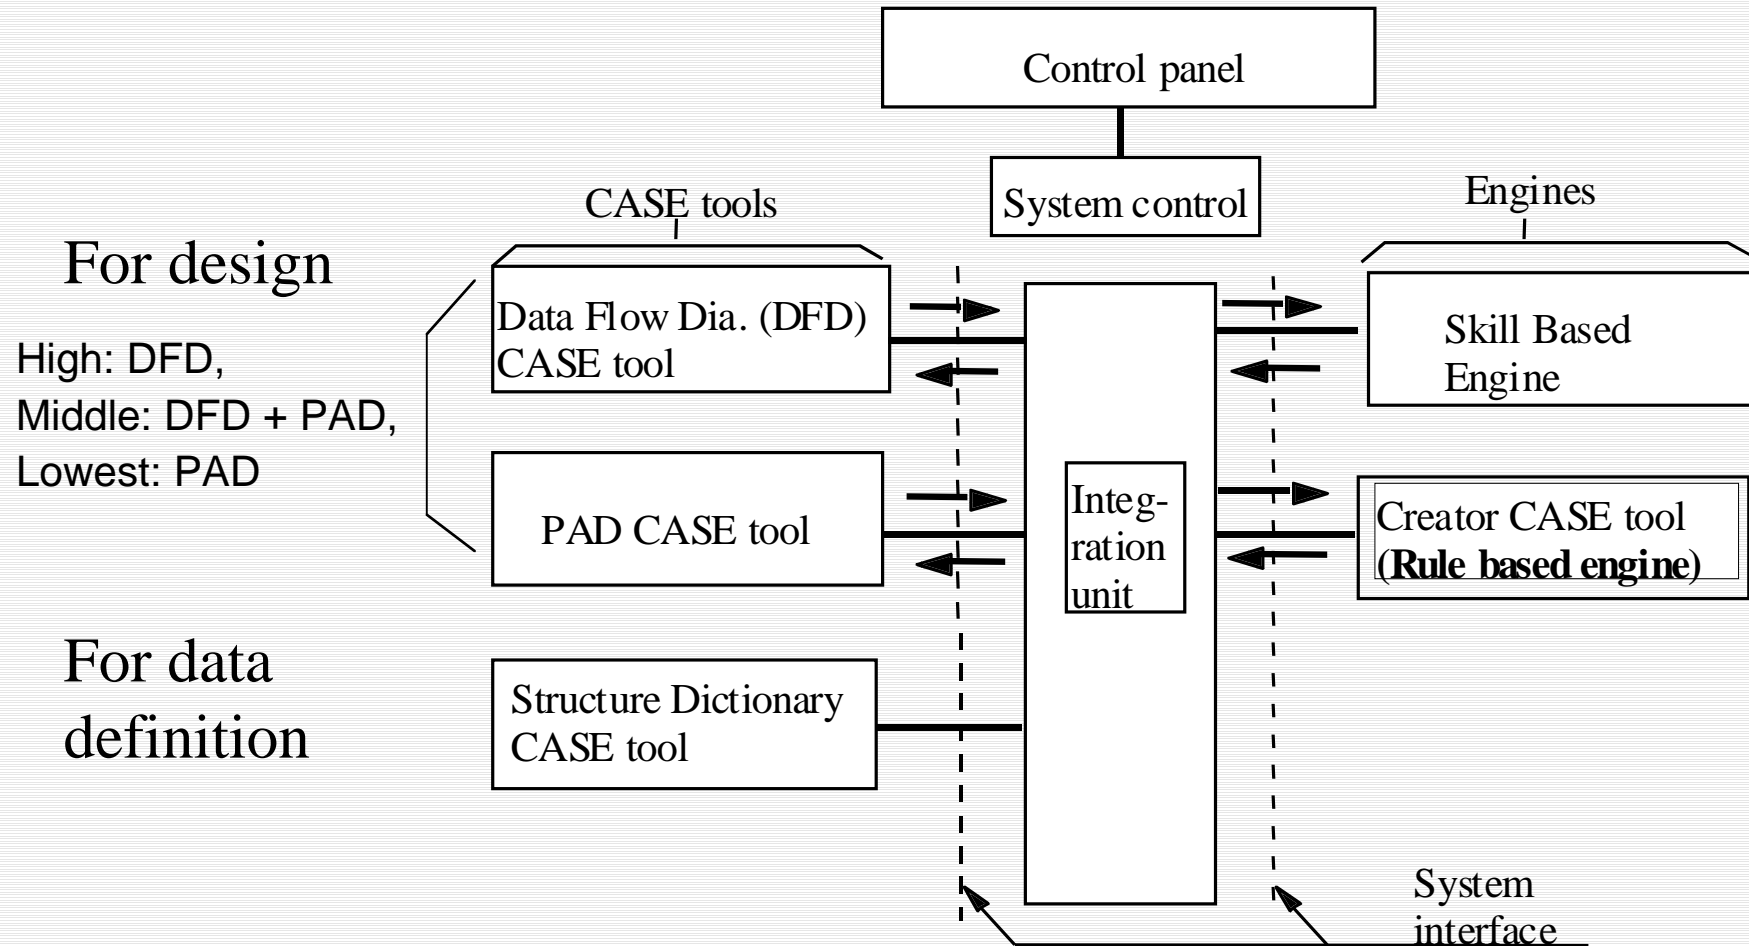 Control panel
System control
CASE tools
Engines
For design
High: DFD,
Middle: DFD + PAD,
Lowest: PAD
Data Flow Dia. (DFD)
CASE tool
Skill Based
Engine
PAD CASE tool
Integ-
ration
unit
Creator CASE tool
(Rule based engine)
For data
definition
Structure Dictionary
CASE tool
System
interface